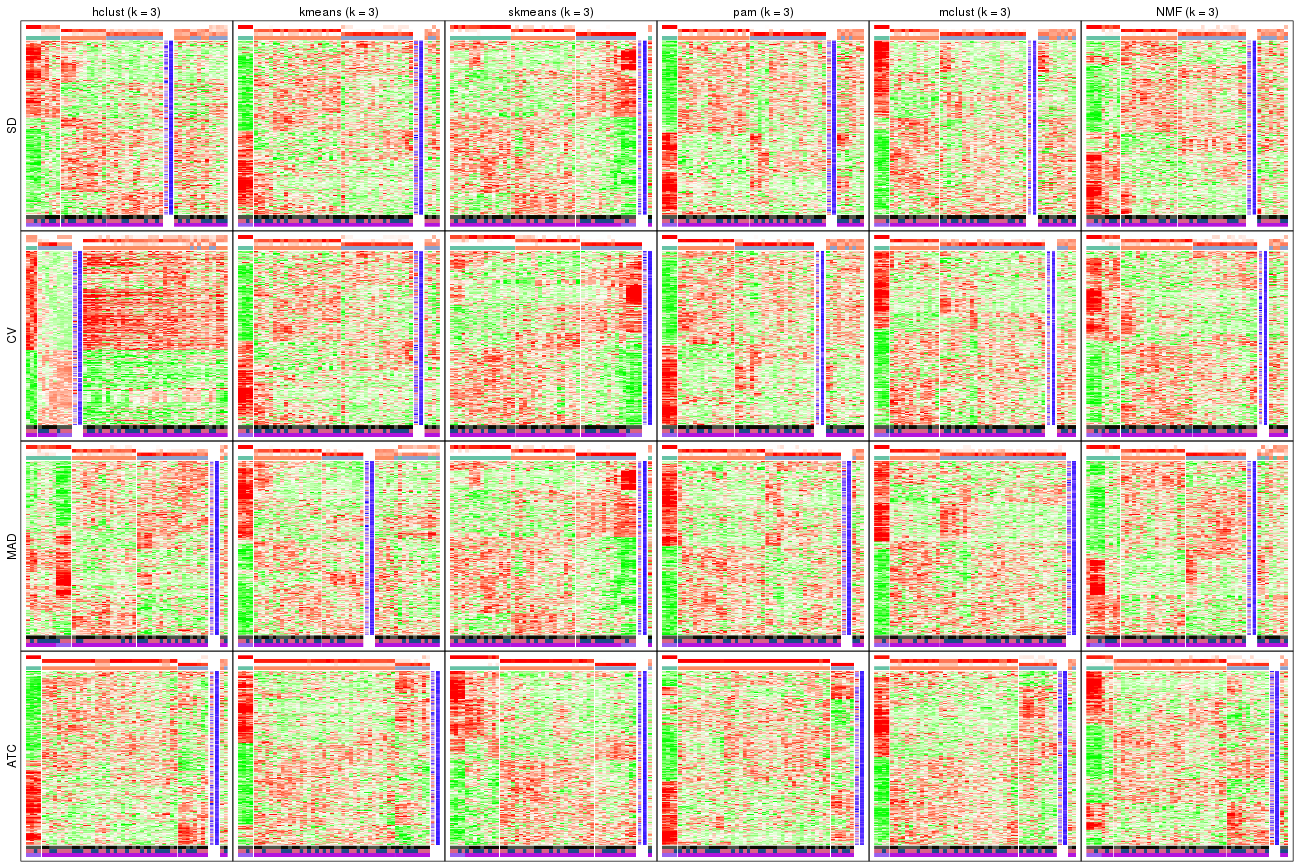 hclust (k = 3) kmeans (k = 3) skmeans (k = 3) pam (k = 3) mclust (k = 3) NMF (k = 3)
SD
CV
MAD
ATC